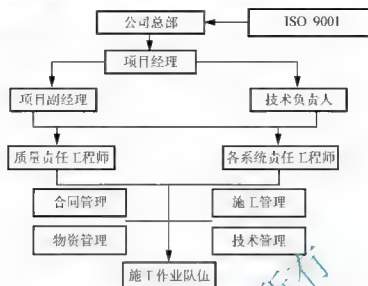 公司总部 ISO 9001
项目经理
项目副经理 技术负责人
质量责任工程师 各系统责任工程师
合同管理 施工管理
物资管理 技术管理
施工作业队伍